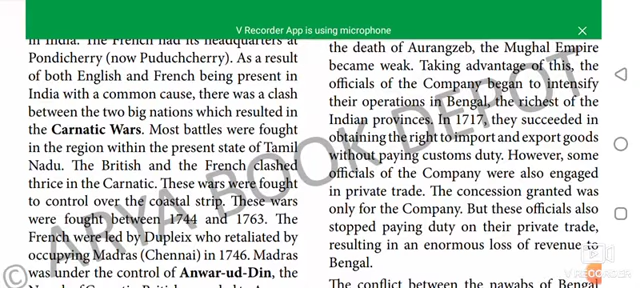 V Recorder App is using microphone
in India. The French had its headquarters at
Pondicherry (now Puduchcherry). As a result
of both English and French being present in
India with a common cause, there was a clash
between the two big nations which resulted in
the Carnatic Wars. Most battles were fought
in the region within the present state of Tamil
Nadu. The British and the French clashed
thrice in the Carnatic. These wars were fought
to control over the coastal strip. These wars
were fought between 1744 and 1763. The
French were led by Dupleix who retaliated by
occupying Madras (Chennai) in 1746. Madras
was under the control of Anwar-ud-Din, the
the death of Aurangzeb, the Mughal Empire
became weak. Taking advantage of this, the
officials of the Company began to intensify
their operations in Bengal, the richest of the
Indian provinces. In 1717, they succeeded in
obtaining the right to import and export goods
without paying customs duty. However, some
officials of the Company were also engaged
in private trade. The concession granted was
only for the Company. But these officials also
stopped paying duty on their private trade,
resulting in an enormous loss of revenue to
Bengal.
The conflict between the nawabs of Bengal
© ARYA BOOK DEPOT
V RECORDER